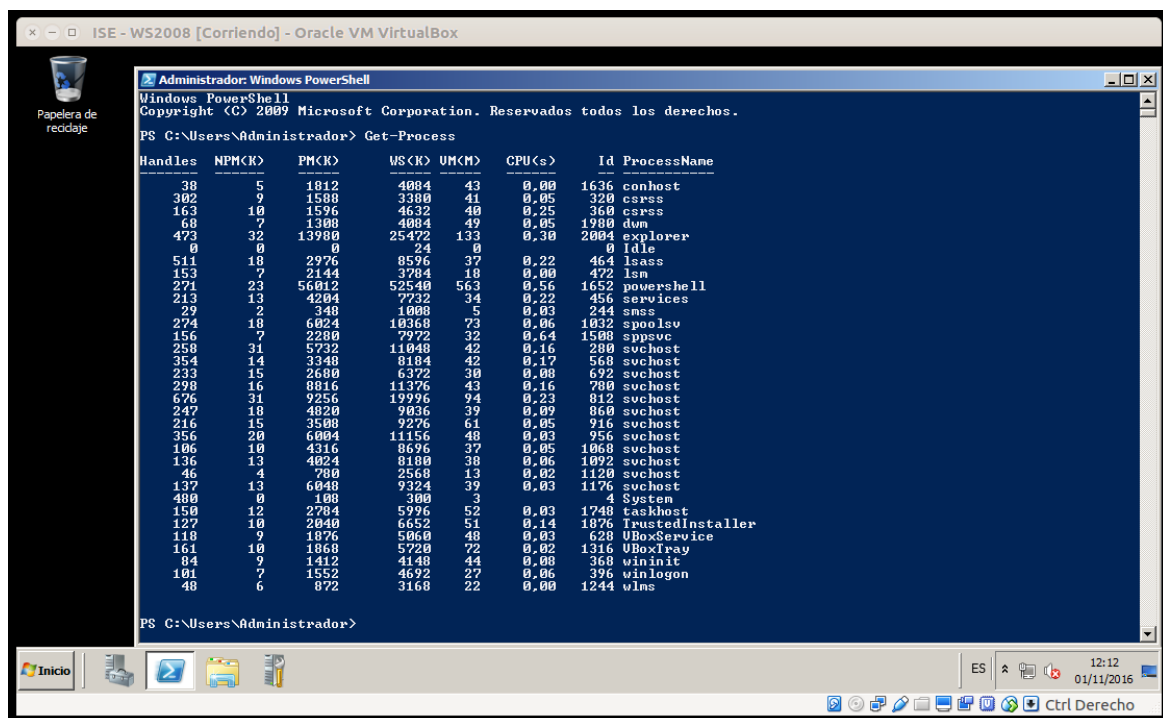 ISE - WS2008 [Corriendo] - Oracle VM VirtualBox
Papelera de
reciclaje
Administrador: Windows PowerShell
Windows PowerShell
Copyright (C) 2009 Microsoft Corporation. Reservados todos los derechos.
PS C:\Users\Administrador> Get-Process
Handles NPM(K) PM(K) WS(K) VM(M) CPU(s) Id ProcessName
------- ------ ----- ----- ----- ------ -- -----------
38 5 1812 4084 43 0,00 1636 conhost
302 9 1588 3380 41 0,05 320 csrss
163 10 1596 4632 40 0,25 360 csrss
68 7 1308 4084 49 0,05 1980 dwm
473 32 13980 25472 133 0,30 2004 explorer
0 0 0 24 0 0 Idle
511 18 2976 8596 37 0,22 464 lsass
153 7 2144 3784 18 0,00 472 lsm
271 23 56012 52540 563 0,56 1652 powershell
213 13 4204 7732 34 0,22 456 services
29 2 348 1008 5 0,03 244 smss
274 18 6024 10368 73 0,06 1032 spoolsv
156 7 2280 7972 32 0,64 1508 sppsvc
258 31 5732 11048 42 0,16 280 svchost
354 14 3348 8184 42 0,17 568 svchost
233 15 2680 6372 30 0,08 692 svchost
298 16 8816 11376 43 0,16 780 svchost
676 31 9256 19996 94 0,23 812 svchost
247 18 4820 9036 39 0,09 860 svchost
216 15 3508 9276 61 0,05 916 svchost
356 20 6004 11156 48 0,03 956 svchost
106 10 4316 8696 37 0,05 1068 svchost
136 13 4024 8180 38 0,06 1092 svchost
46 4 780 2568 13 0,02 1120 svchost
137 13 6048 9324 39 0,03 1176 svchost
480 0 108 300 3 4 System
150 12 2784 5996 52 0,03 1748 taskhost
127 10 2040 6652 51 0,14 1876 TrustedInstaller
118 9 1876 5060 48 0,03 628 VBoxService
161 10 1868 5720 72 0,02 1316 VBoxTray
84 9 1412 4148 44 0,08 368 wininit
101 7 1552 4692 27 0,06 396 winlogon
48 6 872 3168 22 0,00 1244 wlms
PS C:\Users\Administrador>
Inicio
ES
12:12
01/11/2016
Ctrl Derecho